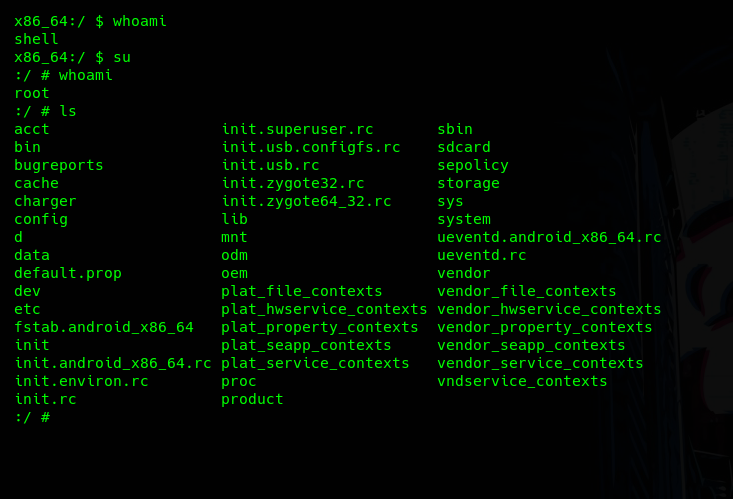 x86_64:/ $ whoami
shell
x86_64:/ $ su
:/ # whoami
root
:/ # ls
acct                   init.superuser.rc       sbin
bin                    init.usb.configfs.rc    sdcard
bugreports             init.usb.rc             sepolicy
cache                  init.zygote32.rc        storage
charger                init.zygote64_32.rc     sys
config                 lib                     system
d                      mnt                     ueventd.android_x86_64.rc
data                   odm                     ueventd.rc
default.prop           oem                     vendor
dev                    plat_file_contexts      vendor_file_contexts
etc                    plat_hwservice_contexts vendor_hwservice_contexts
fstab.android_x86_64   plat_property_contexts  vendor_property_contexts
init                   plat_seapp_contexts     vendor_seapp_contexts
init.android_x86_64.rc plat_service_contexts   vendor_service_contexts
init.environ.rc        proc                    vndservice_contexts
init.rc                product
:/ #